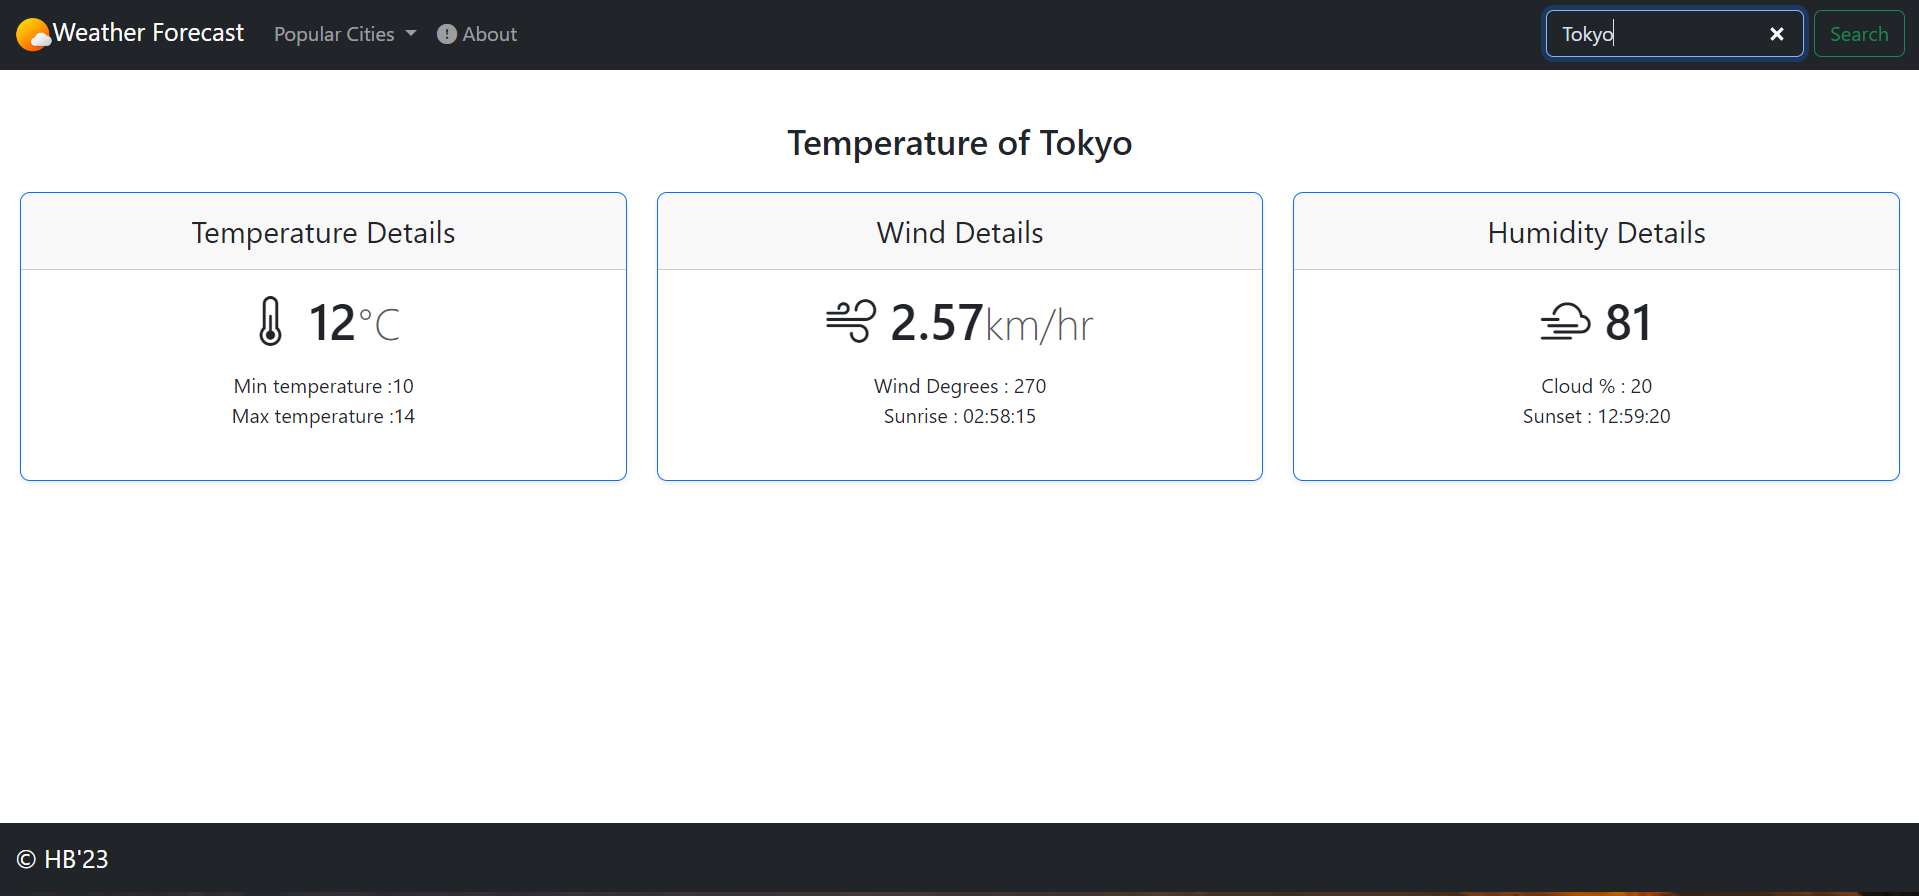 Weather Forecast Popular Cities About Tokyo Search
Temperature of Tokyo
Temperature Details
12°C
Min temperature :10
Max temperature :14
Wind Details
2.57km/hr
Wind Degrees : 270
Sunrise : 02:58:15
Humidity Details
81
Cloud % : 20
Sunset : 12:59:20
© HB'23